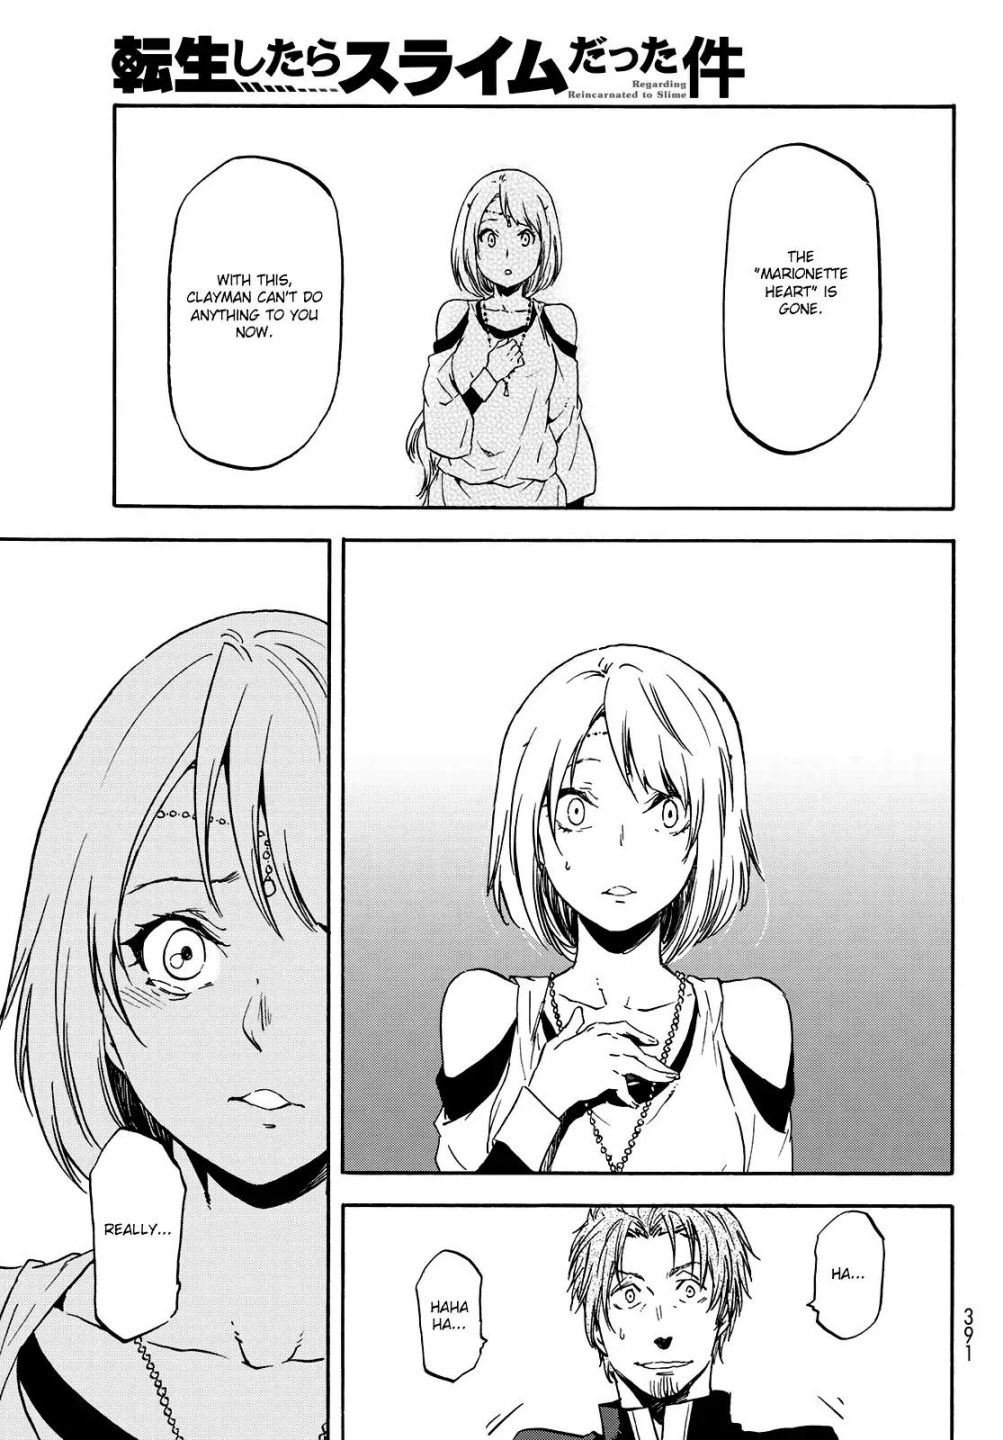 転生したらスライムだった件
Regarding
Reincarnated to Slime
THE
"MARIONETTE
HEART" IS
GONE.
WITH THIS,
CLAYMAN CAN'T DO
ANYTHING TO YOU
NOW.
REALLY...
HA...
HAHA
HA...
391